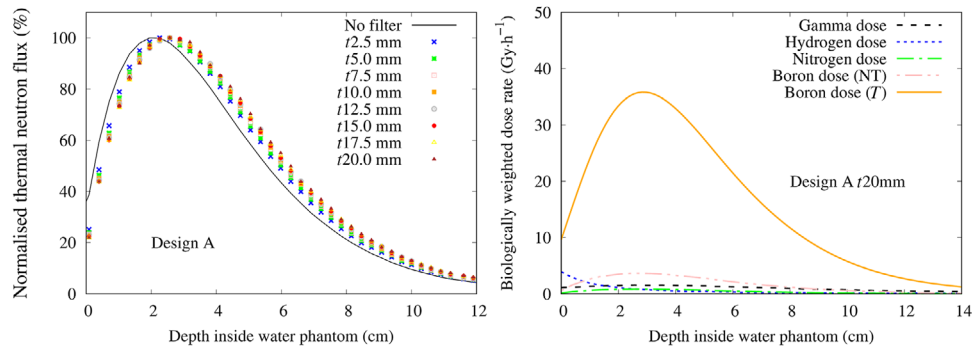 Normalised thermal neutron flux (%)
100
80
60
40
20
0
No filter
t2.5 mm
t5.0 mm
t7.5 mm
t10.0 mm
t12.5 mm
t15.0 mm
t17.5 mm
t20.0 mm
Design A
0 2 4 6 8 10 12
Depth inside water phantom (cm)
Biologically weighted dose rate (Gy·h⁻¹)
50
40
30
20
10
0
Gamma dose
Hydrogen dose
Nitrogen dose
Boron dose (NT)
Boron dose (T)
Design A t20mm
0 2 4 6 8 10 12 14
Depth inside water phantom (cm)